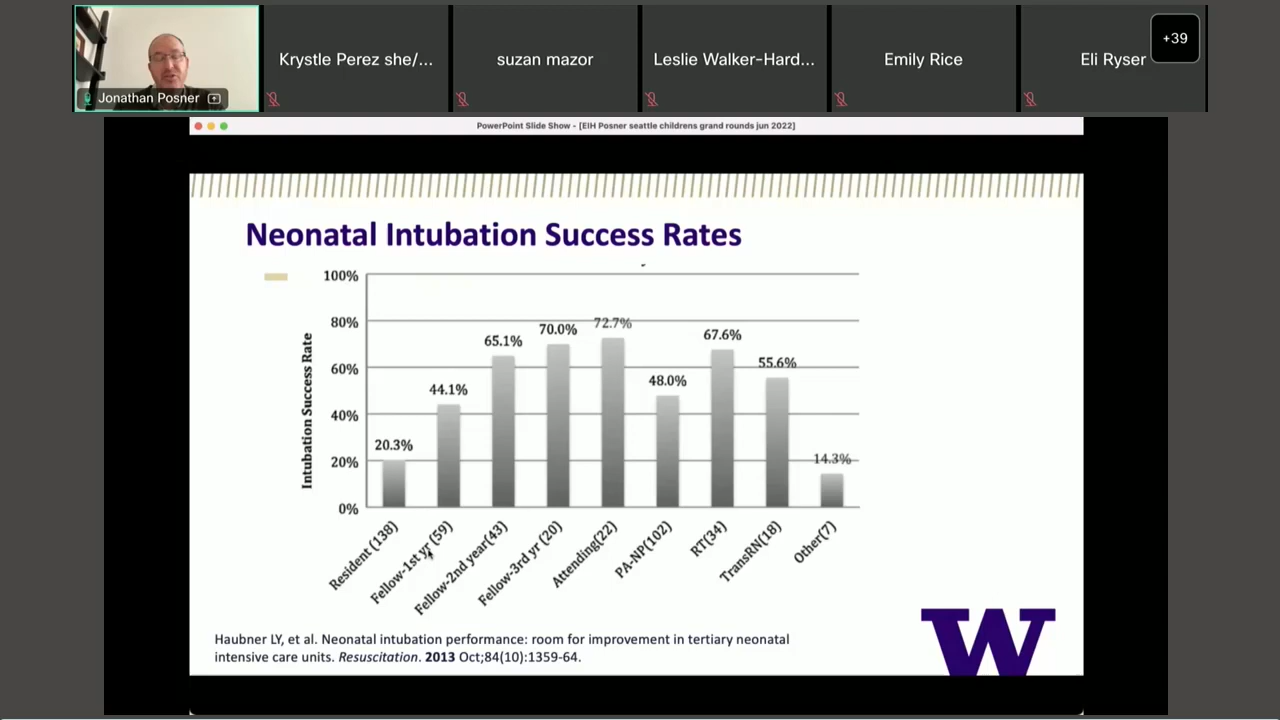 Jonathan Posner
Krystle Perez she/...
suzan mazor
Leslie Walker-Hard...
Emily Rice
Eli Ryser
+39
PowerPoint Slide Show - [EIH Posner seattle childrens grand rounds jun 2022]
Neonatal Intubation Success Rates
Intubation Success Rate
100%
80%
60%
40%
20%
0%
20.3%
44.1%
65.1%
70.0%
72.7%
48.0%
67.6%
55.6%
14.3%
Resident (138)
Fellow-1st yr (59)
Fellow-2nd year(43)
Fellow-3rd yr (20)
Attending(22)
PA-NP(102)
RT(34)
TransRN(18)
Other(7)
Haubner LY, et al. Neonatal intubation performance: room for improvement in tertiary neonatal
intensive care units. Resuscitation. 2013 Oct;84(10):1359-64.
W